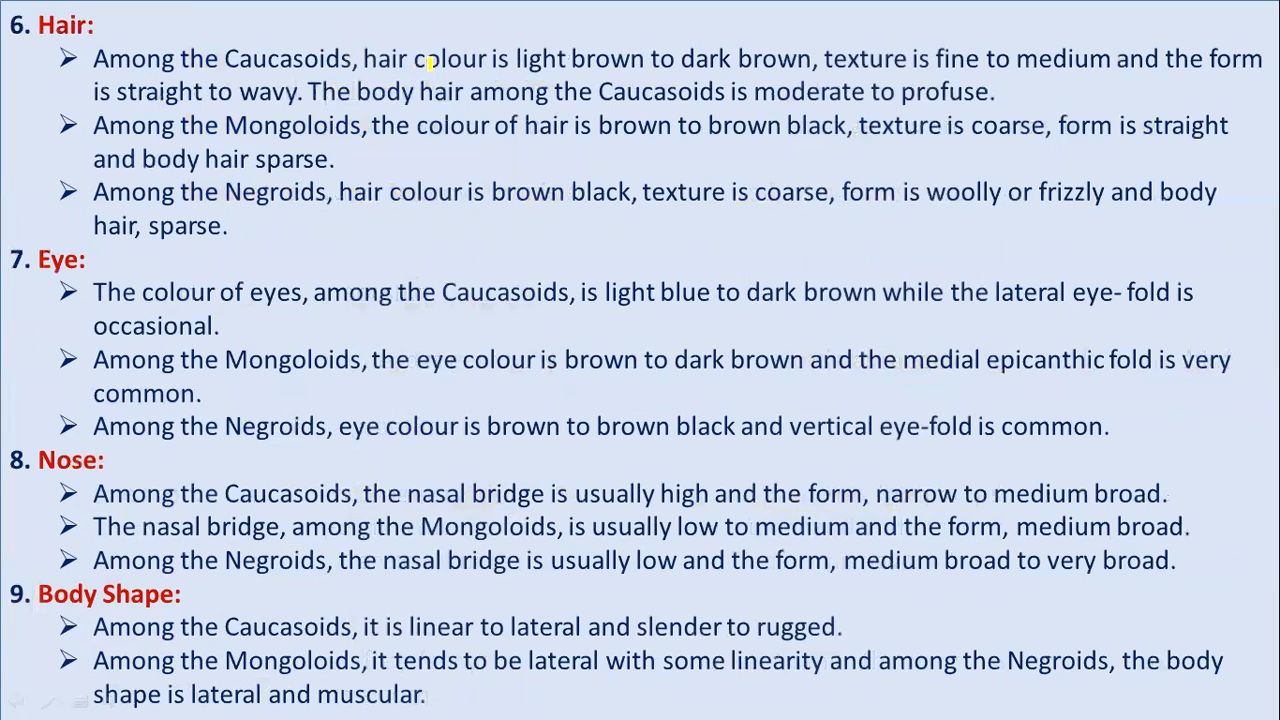 6. Hair:
➢ Among the Caucasoids, hair colour is light brown to dark brown, texture is fine to medium and the form
is straight to wavy. The body hair among the Caucasoids is moderate to profuse.
➢ Among the Mongoloids, the colour of hair is brown to brown black, texture is coarse, form is straight
and body hair sparse.
➢ Among the Negroids, hair colour is brown black, texture is coarse, form is woolly or frizzly and body
hair, sparse.
7. Eye:
➢ The colour of eyes, among the Caucasoids, is light blue to dark brown while the lateral eye- fold is
occasional.
➢ Among the Mongoloids, the eye colour is brown to dark brown and the medial epicanthic fold is very
common.
➢ Among the Negroids, eye colour is brown to brown black and vertical eye-fold is common.
8. Nose:
➢ Among the Caucasoids, the nasal bridge is usually high and the form, narrow to medium broad.
➢ The nasal bridge, among the Mongoloids, is usually low to medium and the form, medium broad.
➢ Among the Negroids, the nasal bridge is usually low and the form, medium broad to very broad.
9. Body Shape:
➢ Among the Caucasoids, it is linear to lateral and slender to rugged.
➢ Among the Mongoloids, it tends to be lateral with some linearity and among the Negroids, the body
shape is lateral and muscular.